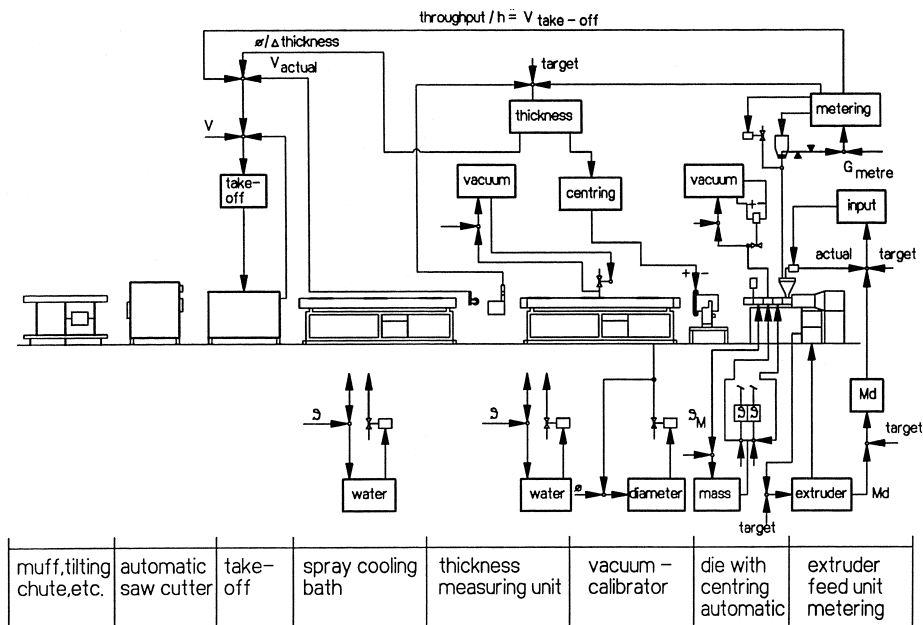 throughput / h ≙ V take-off
ø/Δ thickness
V actual
target
thickness
metering
V
take-
off
vacuum
centring
vacuum
G metre
input
+ -
actual
target
+ -
Md
ϑ
ϑ
ϑM
ϑ ϑ
target
water
water
ø
diameter
mass
extruder
Md
target
muff,tilting
chute,etc.
automatic
saw cutter
take-
off
spray cooling
bath
thickness
measuring unit
vacuum -
calibrator
die with
centring
automatic
extruder
feed unit
metering